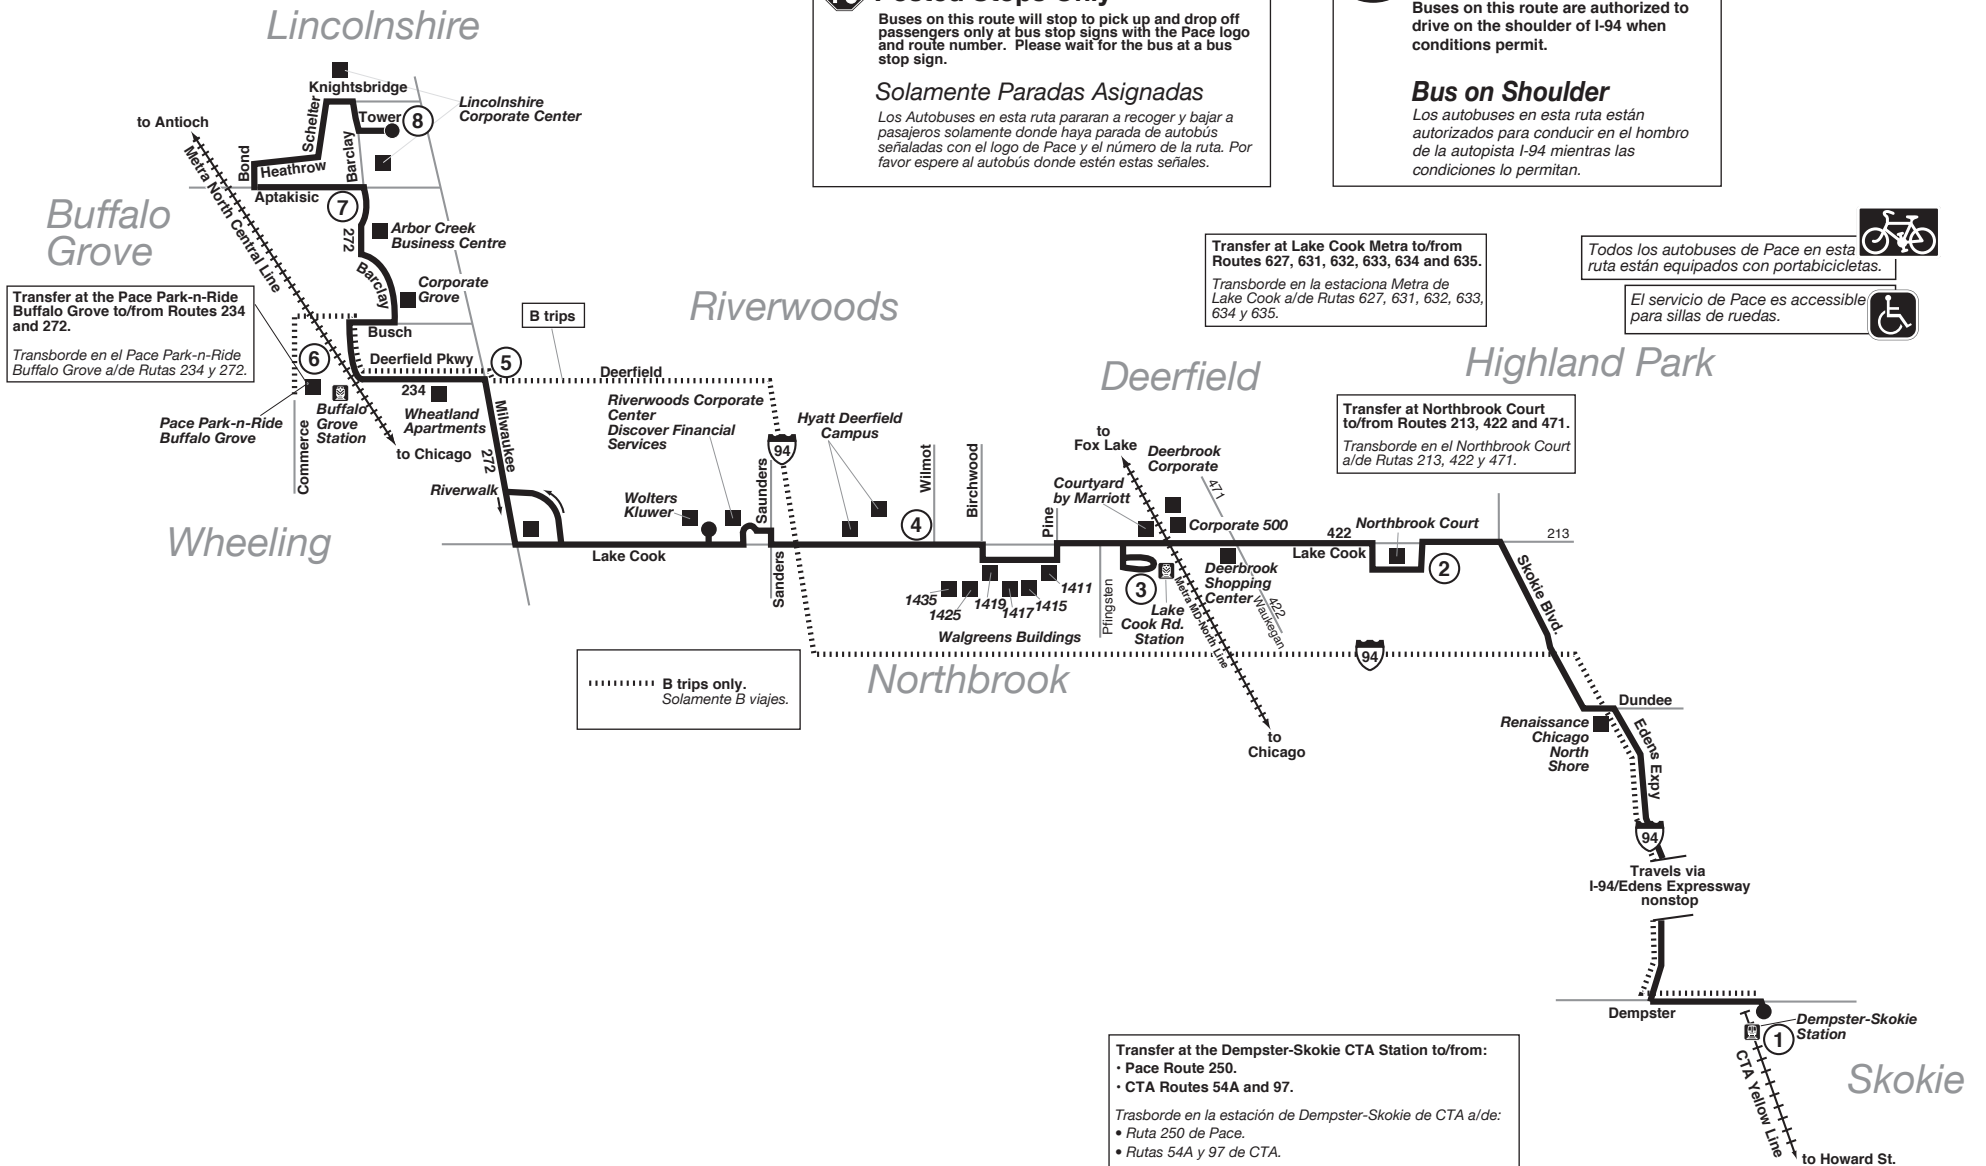 Lincolnshire
Posted Stops Only
Buses on this route will stop to pick up and drop off
passengers only at bus stop signs with the Pace logo
and route number. Please wait for the bus at a bus
stop sign.
Solamente Paradas Asignadas
Los Autobuses en esta ruta pararan a recoger y bajar a
pasajeros solamente donde haya parada de autobús
señaladas con el logo de Pace y el número de la ruta. Por
favor espere al autobús donde estén estas señales.
Buses on this route are authorized to
drive on the shoulder of I-94 when
conditions permit.
Bus on Shoulder
Los autobuses en esta ruta están
autorizados para conducir en el hombro
de la autopista I-94 mientras las
condiciones lo permitan.
Knightsbridge
Lincolnshire
Corporate Center
Schelter
Tower
8
to Antioch
Metra North Central Line
Bond
Heathrow
Barclay
Aptakisic
7
Buffalo
Grove
272
Arbor Creek
Business Centre
Barclay
Corporate
Grove
Busch
Transfer at the Pace Park-n-Ride
Buffalo Grove to/from Routes 234
and 272.
Transborde en el Pace Park-n-Ride
Buffalo Grove a/de Rutas 234 y 272.
6
Deerfield Pkwy
5
B trips
Riverwoods
Deerfield
234
Pace Park-n-Ride
Buffalo Grove
Buffalo
Grove
Station
Wheatland
Apartments
Commerce
to Chicago
Milwaukee
272
Riverwalk
Wheeling
Transfer at Lake Cook Metra to/from
Routes 627, 631, 632, 633, 634 and 635.
Transborde en la estaciona Metra de
Lake Cook a/de Rutas 627, 631, 632, 633,
634 y 635.
Todos los autobuses de Pace en esta
ruta están equipados con portabicicletas.
El servicio de Pace es accessible
para sillas de ruedas.
Deerfield
Highland Park
Transfer at Northbrook Court
to/from Routes 213, 422 and 471.
Transborde en el Northbrook Court
a/de Rutas 213, 422 y 471.
Riverwoods Corporate
Center
Discover Financial
Services
Hyatt Deerfield
Campus
94
Wolters
Kluwer
Saunders
Sanders
Lake Cook
4
Wilmot
Birchwood
Pine
1435
1425
1419
1417
1415
1411
Walgreens Buildings
to
Fox Lake
Deerbrook
Corporate
471
Courtyard
by Marriott
Corporate 500
Pfingsten
3
Lake
Cook Rd.
Station
Metra MD-North Line
Deerbrook
Shopping
Center
422
Waukegan
422
Lake Cook
Northbrook Court
2
213
Skokie Blvd.
B trips only.
Solamente B viajes.
Northbrook
94
to
Chicago
Dundee
Renaissance
Chicago
North
Shore
Edens Expy
94
Travels via
I-94/Edens Expressway
nonstop
Dempster
Dempster-Skokie
Station
1
CTA Yellow Line
Skokie
to Howard St.
Transfer at the Dempster-Skokie CTA Station to/from:
· Pace Route 250.
· CTA Routes 54A and 97.
Trasborde en la estación de Dempster-Skokie de CTA a/de:
• Ruta 250 de Pace.
• Rutas 54A y 97 de CTA.